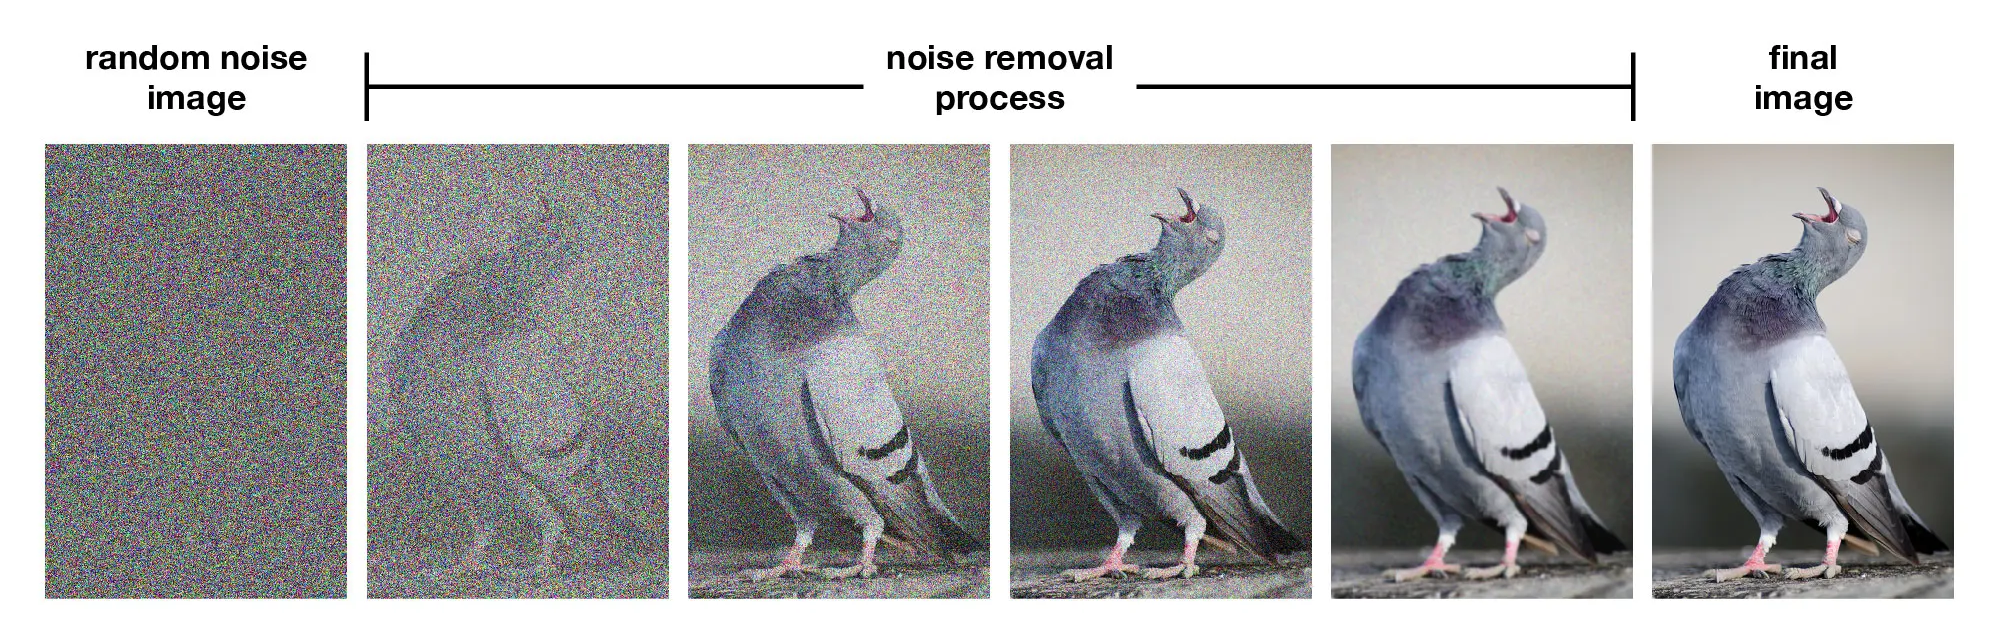 random noise
image
noise removal
process
final
image